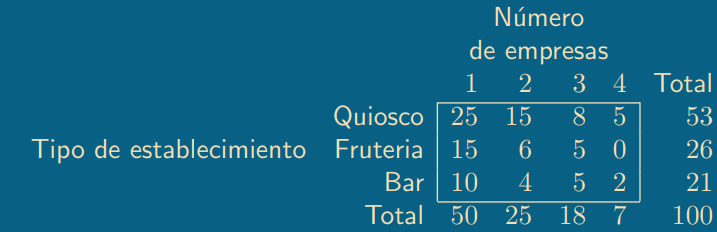 Número
de empresas
1 2 3 4 Total
Quiosco 25 15 8 5 53
Tipo de establecimiento Fruteria 15 6 5 0 26
Bar 10 4 5 2 21
Total 50 25 18 7 100